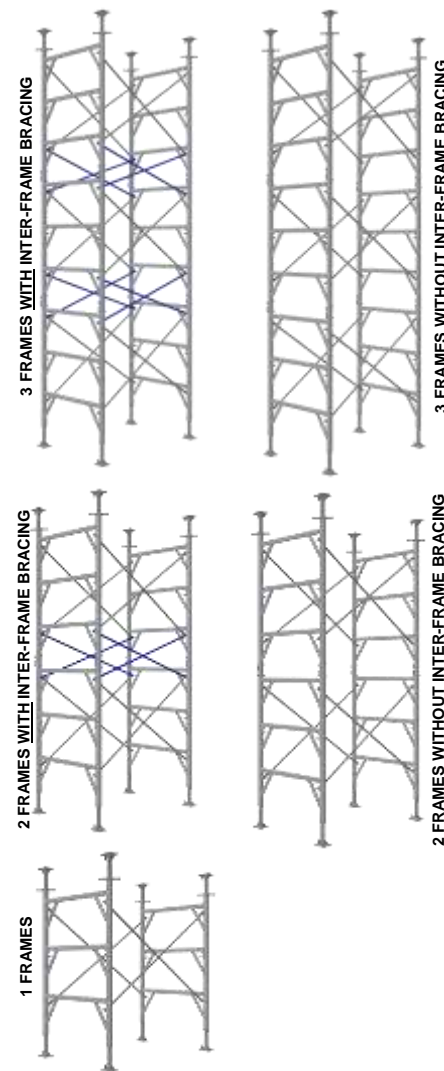 3 FRAMES WITH INTER-FRAME BRACING
3 FRAMES WITHOUT INTER-FRAME BRACING
2 FRAMES WITH INTER-FRAME BRACING
2 FRAMES WITHOUT INTER-FRAME BRACING
1 FRAMES